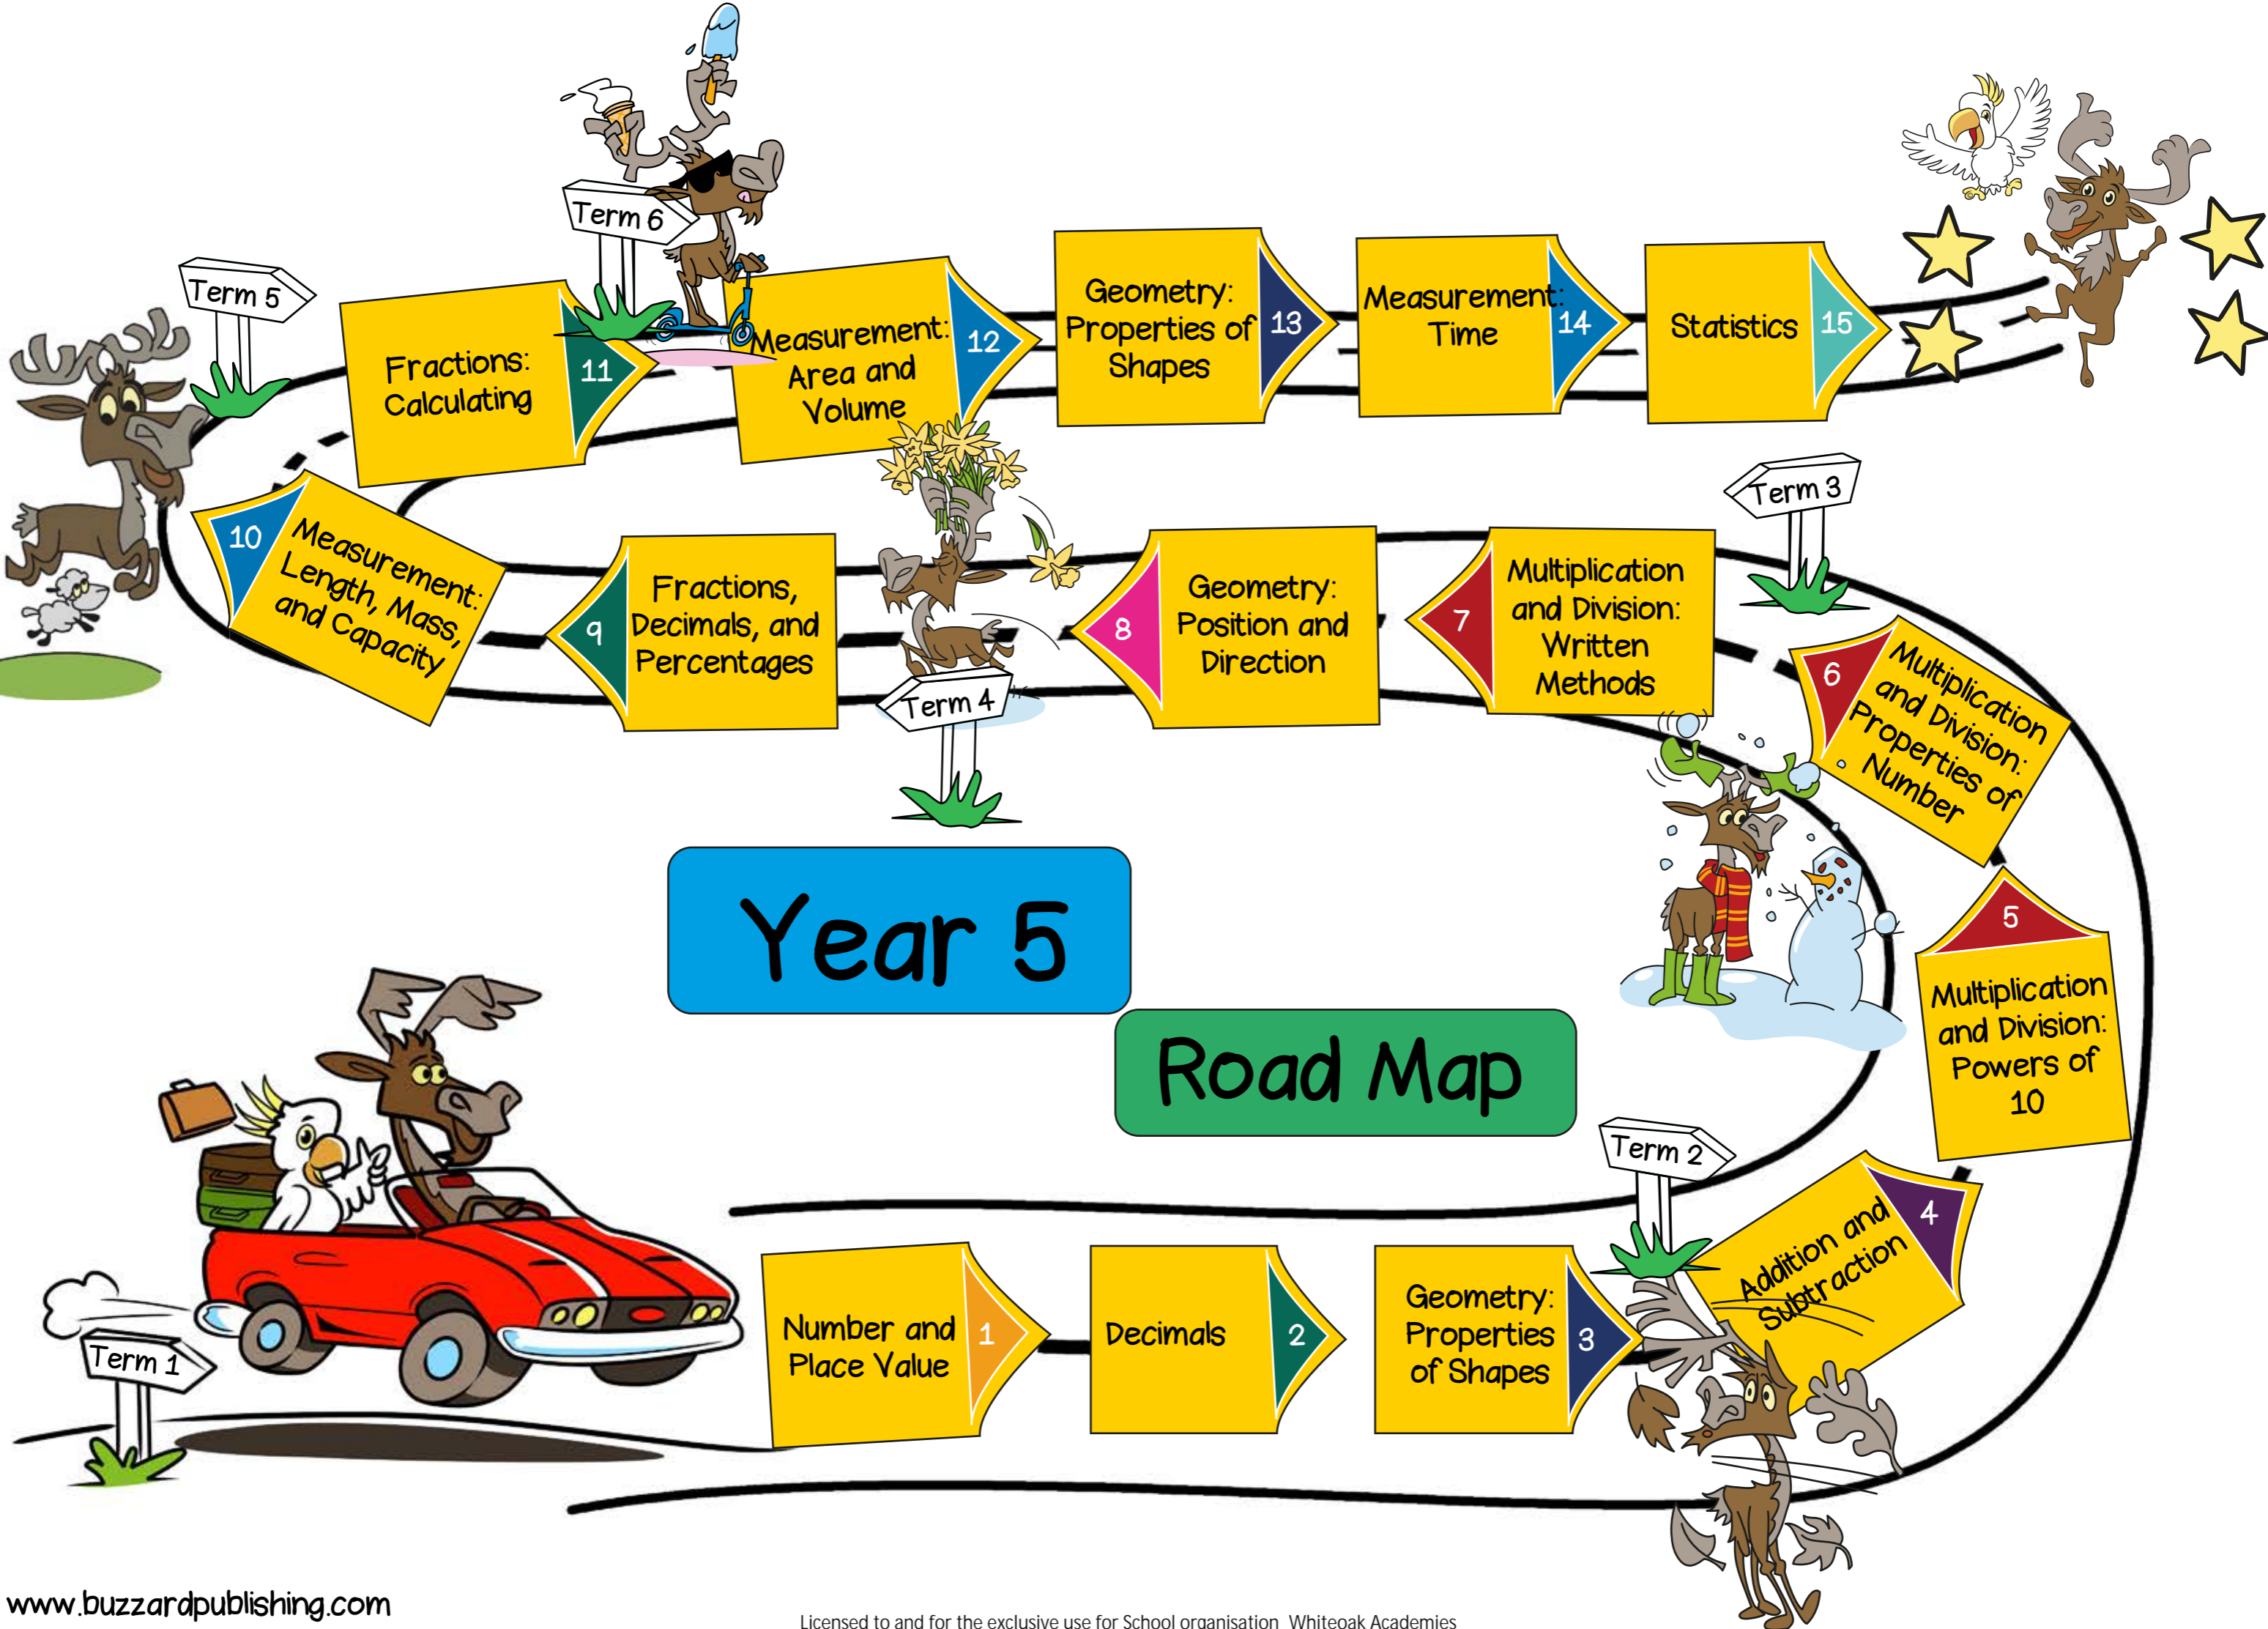 Year 5
Road Map
Term 1
Number and
Place Value
1
Decimals
2
Geometry:
Properties
of Shapes
3
Term 2
Addition and
Subtraction
4
5
Multiplication
and Division:
Powers of
10
6
Multiplication
and Division:
Properties of
Number
Term 3
7
Multiplication
and Division:
Written
Methods
8
Geometry:
Position and
Direction
Term 4
9
Fractions,
Decimals, and
Percentages
10
Measurement:
Length, Mass,
and Capacity
Term 5
Fractions:
Calculating
11
Term 6
Measurement:
Area and
Volume
12
Geometry:
Properties of
Shapes
13
Measurement:
Time
14
Statistics
15
www.buzzardpublishing.com
Licensed to and for the exclusive use for School organisation Whiteoak Academies